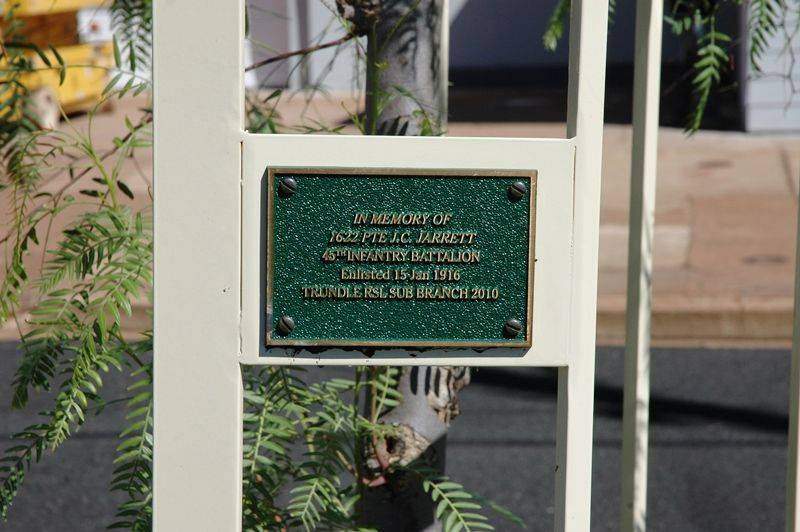 IN MEMORY OF
1622 PTE J.C. JARRETT
45TH INFANTRY BATTALION
Enlisted 15 Jan 1916
TRUNDLE RSL SUB BRANCH 2010